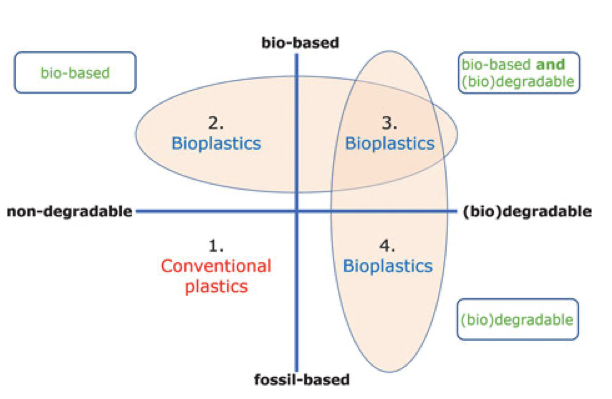 bio-based
bio-based
bio-based and
(bio)degradable
2.
Bioplastics
3.
Bioplastics
non-degradable
(bio)degradable
1.
Conventional
plastics
4.
Bioplastics
(bio)degradable
fossil-based